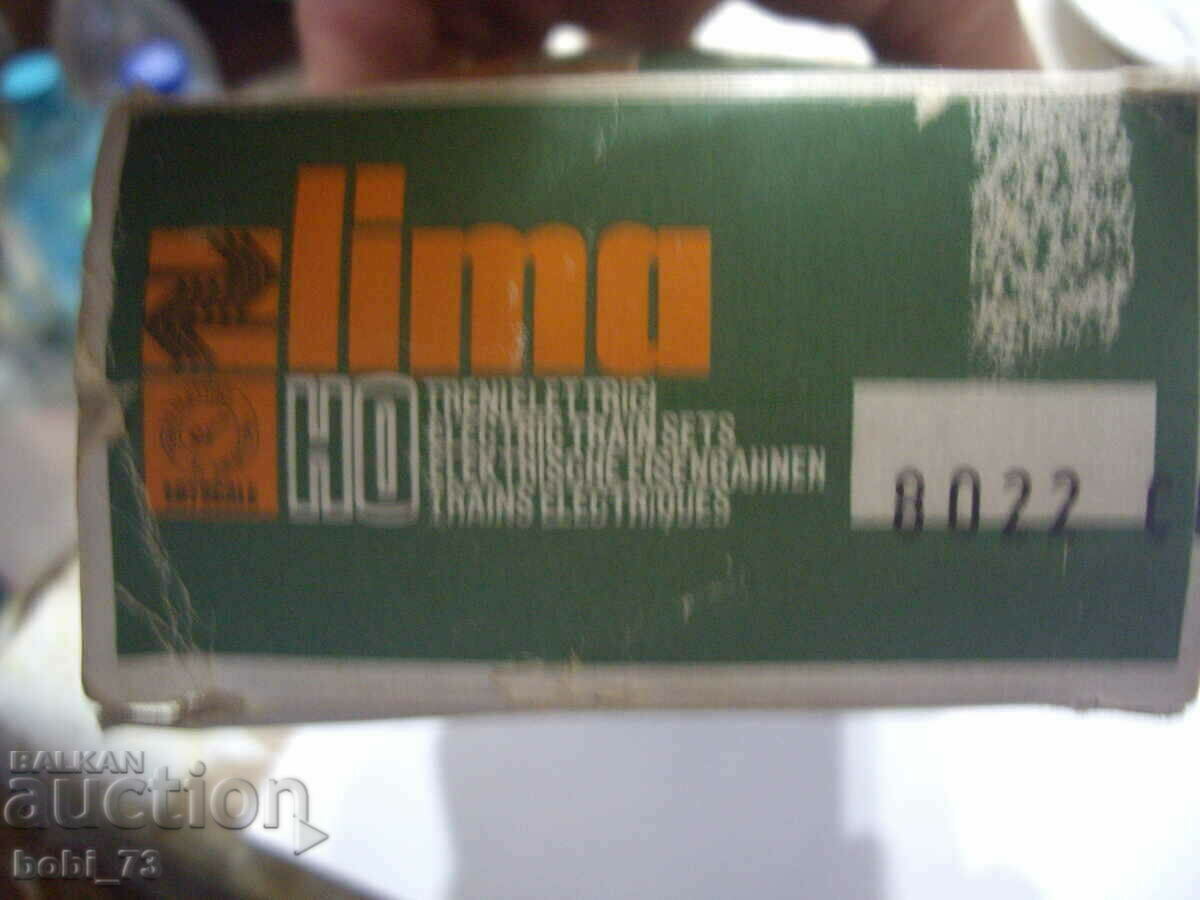 lima
HO
TRENI ELETTRICI
ELECTRIC TRAIN SETS
ELEKTRISCHE EISENBAHNEN
TRAINS ELECTRIQUES
8022 C
BALKAN
auction
bobi_73